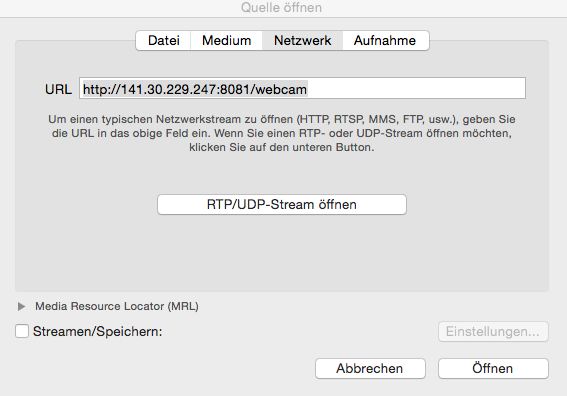 Quelle öffnen
Datei Medium Netzwerk Aufnahme
URL http://141.30.229.247:8081/webcam
Um einen typischen Netzwerkstream zu öffnen (HTTP, RTSP, MMS, FTP, usw.), geben Sie
die URL in das obige Feld ein. Wenn Sie einen RTP- oder UDP-Stream öffnen möchten,
klicken Sie auf den unteren Button.
RTP/UDP-Stream öffnen
Media Resource Locator (MRL)
Streamen/Speichern: Einstellungen...
Abbrechen Öffnen